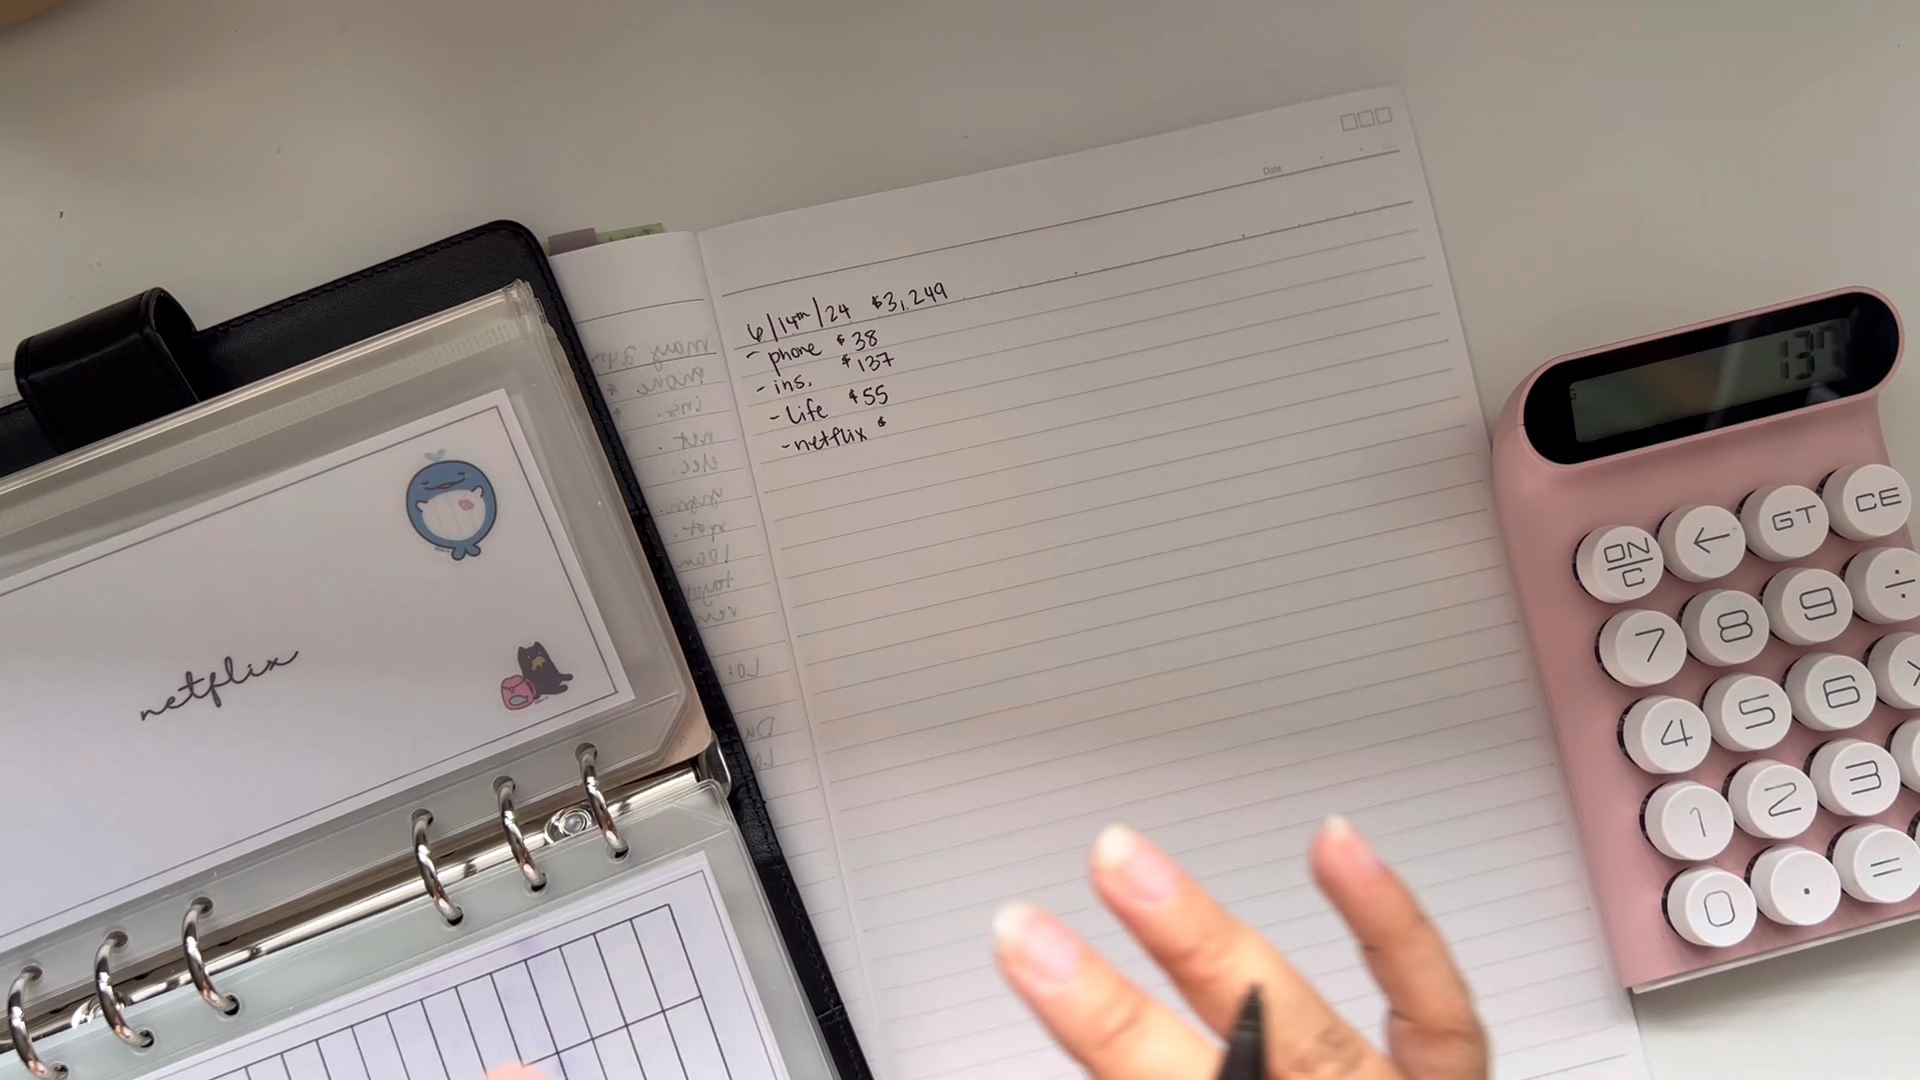 Date
6/14th/24 $3,249
- phone $38
- ins. $137
- Life $55
- netflix $
netflix
137
ON/C ← GT CE
7 8 9 ÷
4 5 6
1 2 3
0 . =